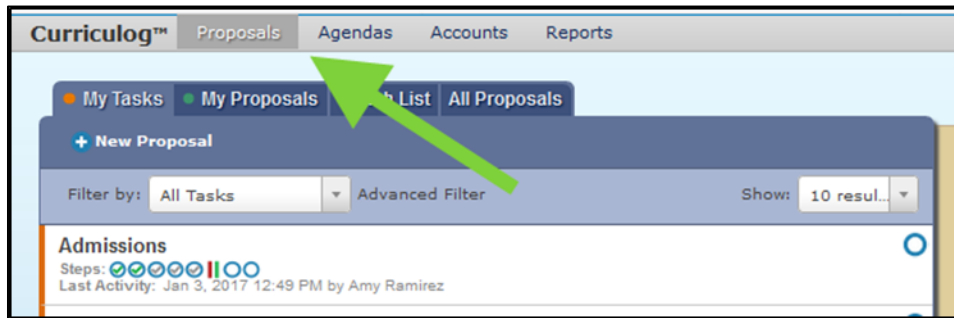 Curriculog™ Proposals Agendas Accounts Reports
My Tasks My Proposals List All Proposals
New Proposal
Filter by: All Tasks Advanced Filter Show: 10 resul...
Admissions
Steps:
Last Activity: Jan 3, 2017 12:49 PM by Amy Ramirez